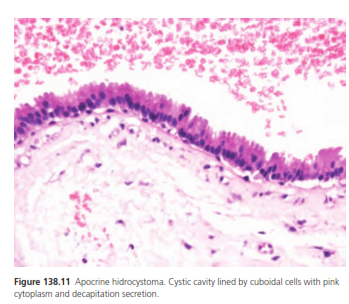 Figure 138.11 Apocrine hidrocystoma. Cystic cavity lined by cuboidal cells with pink
cytoplasm and decapitation secretion.